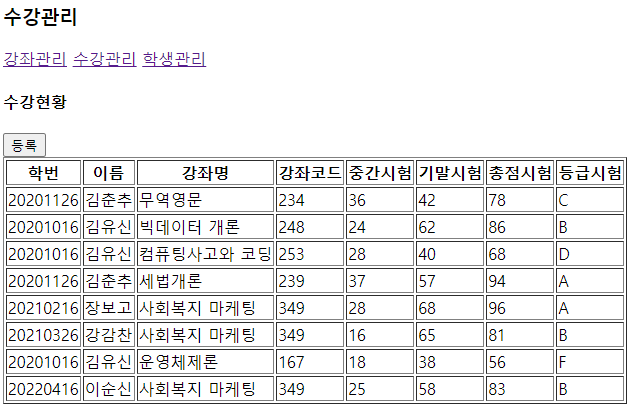 수강관리
강좌관리 수강관리 학생관리
수강현황
등록
학번 이름 강좌명 강좌코드 중간시험 기말시험 총점시험 등급시험
20201126 김춘추 무역영문 234 36 42 78 C
20201016 김유신 빅데이터 개론 248 24 62 86 B
20201016 김유신 컴퓨팅사고와 코딩 253 28 40 68 D
20201126 김춘추 세법개론 239 37 57 94 A
20210216 장보고 사회복지 마케팅 349 28 68 96 A
20210326 강감찬 사회복지 마케팅 349 16 65 81 B
20201016 김유신 운영체제론 167 18 38 56 F
20220416 이순신 사회복지 마케팅 349 25 58 83 B